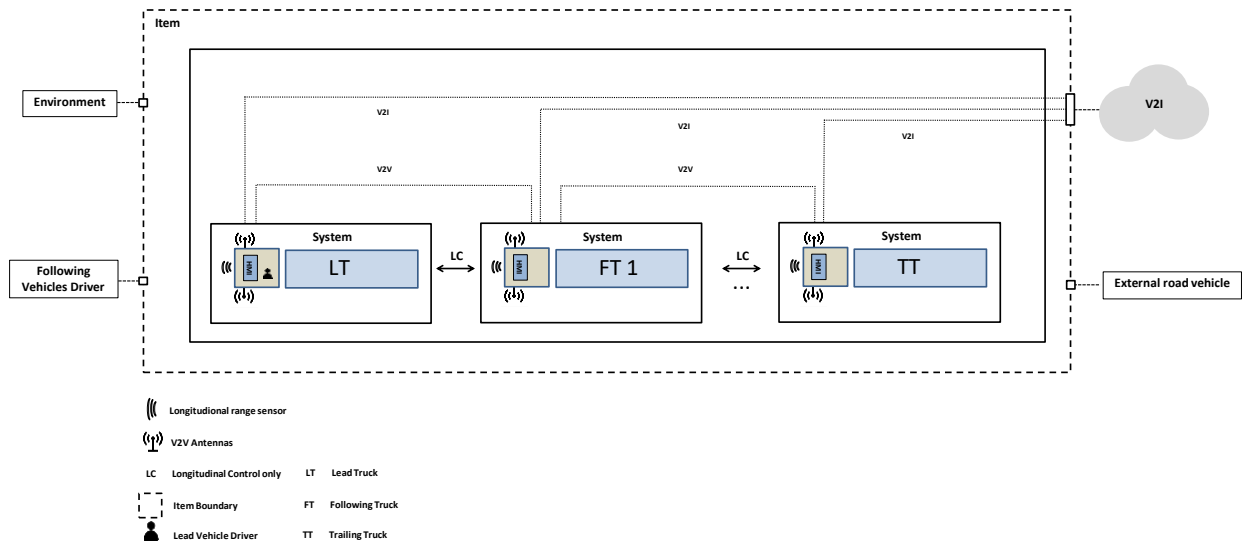 Item
Environment
V2I
V2I
V2I
V2I
V2V
V2V
System
System
System
LC
LC
HMI
LT
HMI
FT 1
HMI
TT
...
Following
Vehicles Driver
External road vehicle
Longitudional range sensor
V2V Antennas
LC Longitudinal Control only LT Lead Truck
Item Boundary FT Following Truck
Lead Vehicle Driver TT Trailing Truck